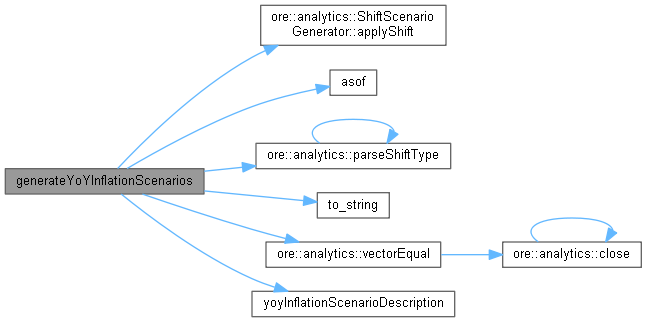 ore::analytics::ShiftScenario
Generator::applyShift
asof
ore::analytics::parseShiftType
generateYoYInflationScenarios
to_string
ore::analytics::vectorEqual
ore::analytics::close
yoyInflationScenarioDescription